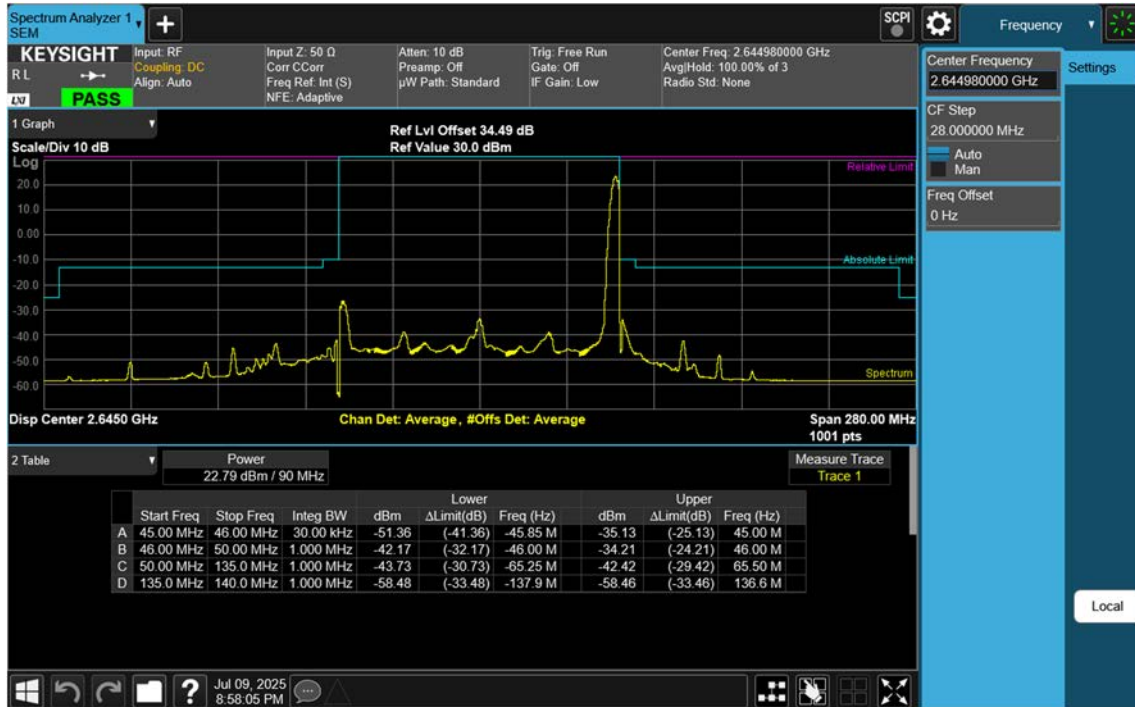 Spectrum Analyzer 1
SEM
SCPI
Frequency
KEYSIGHT
RL
LXI
PASS
Input: RF
Coupling: DC
Align: Auto
Input Z: 50 Ω
Corr CCorr
Freq Ref: Int (S)
NFE: Adaptive
Atten: 10 dB
Preamp: Off
µW Path: Standard
Trig: Free Run
Gate: Off
IF Gain: Low
Center Freq: 2.644980000 GHz
Avg|Hold: 100.00% of 3
Radio Std: None
Center Frequency
2.644980000 GHz
Settings
CF Step
28.000000 MHz
Auto
Man
Freq Offset
0 Hz
1 Graph
Scale/Div 10 dB
Ref Lvl Offset 34.49 dB
Ref Value 30.0 dBm
Log
Relative Limit
20.0
10.0
0.00
-10.0
Absolute Limit
-20.0
-30.0
-40.0
-50.0
Spectrum
-60.0
Disp Center 2.6450 GHz
Chan Det: Average, #Offs Det: Average
Span 280.00 MHz
1001 pts
2 Table
Power
22.79 dBm / 90 MHz
Measure Trace
Trace 1
Lower Upper
Start Freq Stop Freq Integ BW dBm ΔLimit(dB) Freq (Hz) dBm ΔLimit(dB) Freq (Hz)
A 45.00 MHz 46.00 MHz 30.00 kHz -51.36 (-41.36) -45.85 M -35.13 (-25.13) 45.00 M
B 46.00 MHz 50.00 MHz 1.000 MHz -42.17 (-32.17) -46.00 M -34.21 (-24.21) 46.00 M
C 50.00 MHz 135.0 MHz 1.000 MHz -43.73 (-30.73) -65.25 M -42.42 (-29.42) 65.50 M
D 135.0 MHz 140.0 MHz 1.000 MHz -58.48 (-33.48) -137.9 M -58.46 (-33.46) 136.6 M
Local
?
Jul 09, 2025
8:58:05 PM